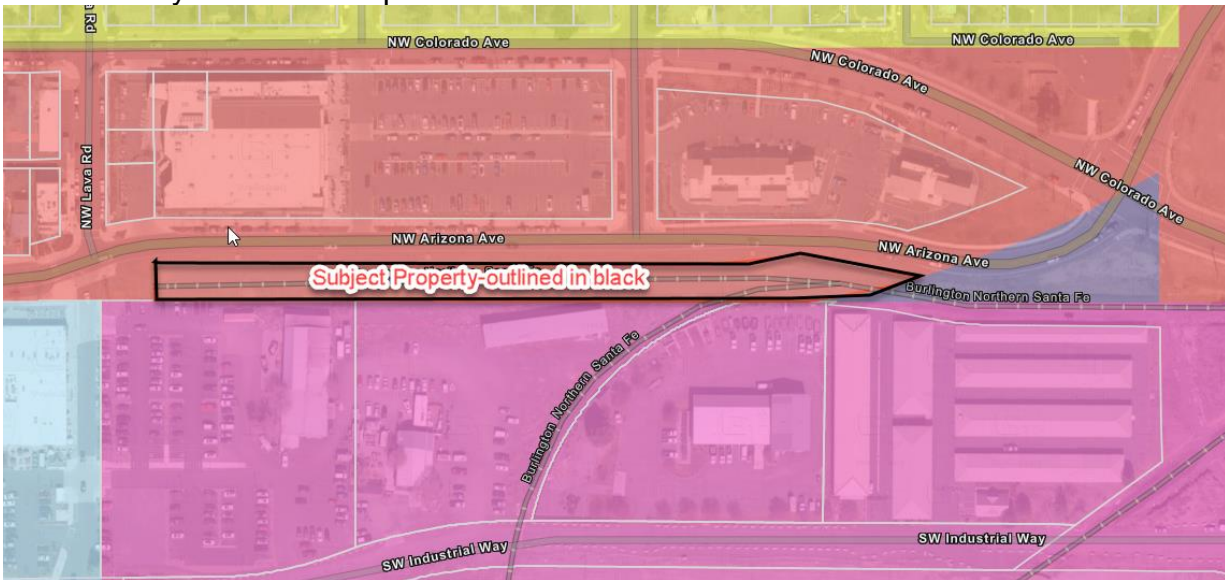 NW Colorado Ave
NW Colorado Ave
NW Colorado Ave
NW Lava Rd
NW Colorado Ave
NW Arizona Ave
NW Arizona Ave
Subject Property-outlined in black
Burlington Northern Santa Fe
Burlington Northern Santa Fe
SW Industrial Way
SW Industrial Way